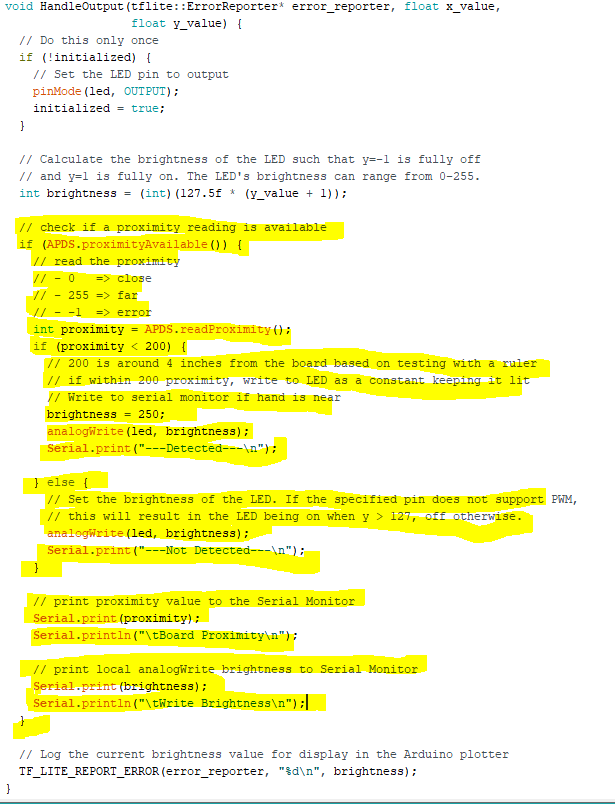 void HandleOutput(tflite::ErrorReporter* error_reporter, float x_value,
                  float y_value) {
  // Do this only once
  if (!initialized) {
    // Set the LED pin to output
    pinMode(led, OUTPUT);
    initialized = true;
  }

  // Calculate the brightness of the LED such that y=-1 is fully off
  // and y=1 is fully on. The LED's brightness can range from 0-255.
  int brightness = (int)(127.5f * (y_value + 1));

  // check if a proximity reading is available
  if (APDS.proximityAvailable()) {
    // read the proximity
    // - 0   => close
    // - 255 => far
    // - -1  => error
    int proximity = APDS.readProximity();
    if (proximity < 200) {
      // 200 is around 4 inches from the board based on testing with a ruler
      // if within 200 proximity, write to LED as a constant keeping it lit
      // Write to serial monitor if hand is near
      brightness = 250;
      analogWrite(led, brightness);
      Serial.print("---Detected---\n");

    } else {
      // Set the brightness of the LED. If the specified pin does not support PWM,
      // this will result in the LED being on when y > 127, off otherwise.
      analogWrite(led, brightness);
      Serial.print("---Not Detected---\n");
    }

    // print proximity value to the Serial Monitor
    Serial.print(proximity);
    Serial.println("\tBoard Proximity\n");

    // print local analogWrite brightness to Serial Monitor
    Serial.print(brightness);
    Serial.println("\tWrite Brightness\n");
  }

  // Log the current brightness value for display in the Arduino plotter
  TF_LITE_REPORT_ERROR(error_reporter, "%d\n", brightness);
}